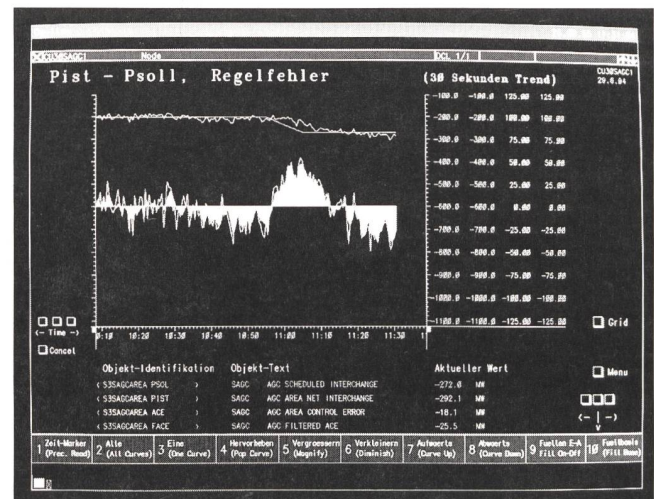 Node DCL 1/1
Pist - Psoll, Regelfehler (30 Sekunden Trend)
CU30SAGC1
29.6.94
-100.0 -100.0 125.00 125.00
-200.0 -200.0 100.00 100.00
-300.0 -300.0 75.00 75.00
-400.0 -400.0 50.00 50.00
-500.0 -500.0 25.00 25.00
-600.0 -600.0 0.00 0.00
-700.0 -700.0 -25.00 -25.00
-800.0 -800.0 -50.00 -50.00
-900.0 -900.0 -75.00 -75.00
-1000.0 -1000.0 -100.00 -100.00
-1100.0 -1100.0 -125.00 -125.00
<- Time ->
Grid
10:20 10:30 10:40 10:50 11:00 11:10 11:20 11:30
Cancel
Objekt-Identifikation Objekt-Text Aktueller Wert
Menu
< S3SAGCAREA PSOL > SAGC AGC SCHEDULED INTERCHANGE -272.0 MW
< S3SAGCAREA PIST > SAGC AGC AREA NET INTERCHANGE -292.1 MW
< S3SAGCAREA ACE > SAGC AGC AREA CONTROL ERROR -18.1 MW
< S3SAGCAREA FACE > SAGC AGC FILTERED ACE -25.5 MW
<- | ->
v
1 Zeit-Marker (Proc. Read)
2 Alle (All Curves)
3 Eine (One Curve)
4 Hervorheben (Pop Curve)
5 Vergroessern (Magnify)
6 Verkleinern (Diminish)
7 Aufwaerts (Curve Up)
8 Abwaerts (Curve Down)
9 Fuellen E-A Fill On-Off
10 Fuellbasis (Fill Base)